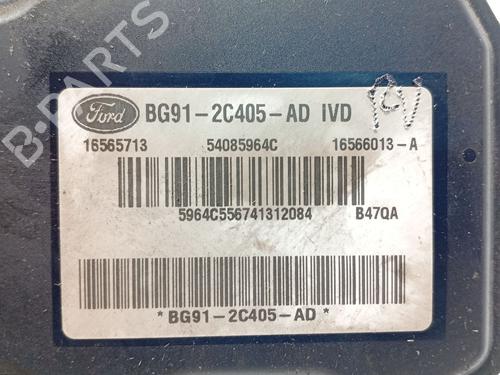 B-PARTS
Ford BG91-2C405-AD IVD
16565713 54085964C 16566013-A
5964C556741312084 B47QA
*BG91-2C405-AD*